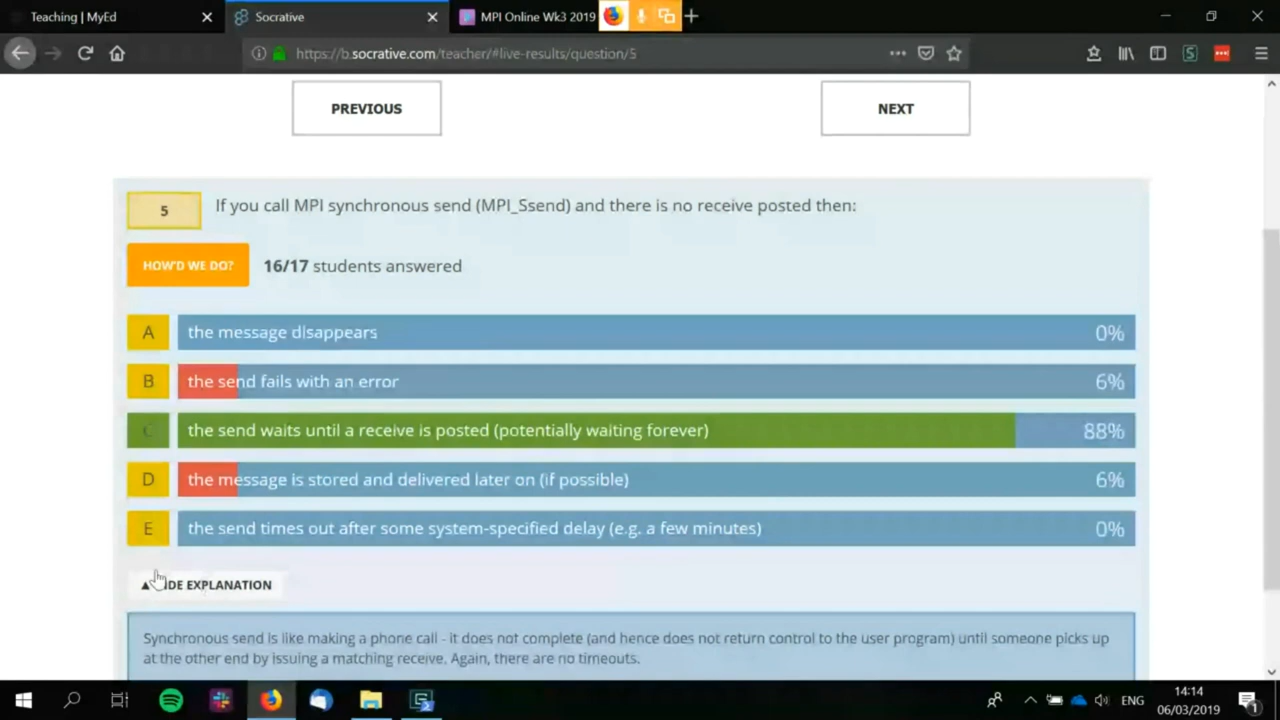 Teaching | MyEd
Socrative
MPI Online Wk3 2019
https://b.socrative.com/teacher/#live-results/question/5
PREVIOUS
NEXT
5
If you call MPI synchronous send (MPI_Ssend) and there is no receive posted then:
HOW'D WE DO?
16/17 students answered
A the message disappears 0%
B the send fails with an error 6%
C the send waits until a receive is posted (potentially waiting forever) 88%
D the message is stored and delivered later on (if possible) 6%
E the send times out after some system-specified delay (e.g. a few minutes) 0%
▲ IDE EXPLANATION
Synchronous send is like making a phone call - it does not complete (and hence does not return control to the user program) until someone picks up
at the other end by issuing a matching receive. Again, there are no timeouts.
ENG
14:14
06/03/2019
1